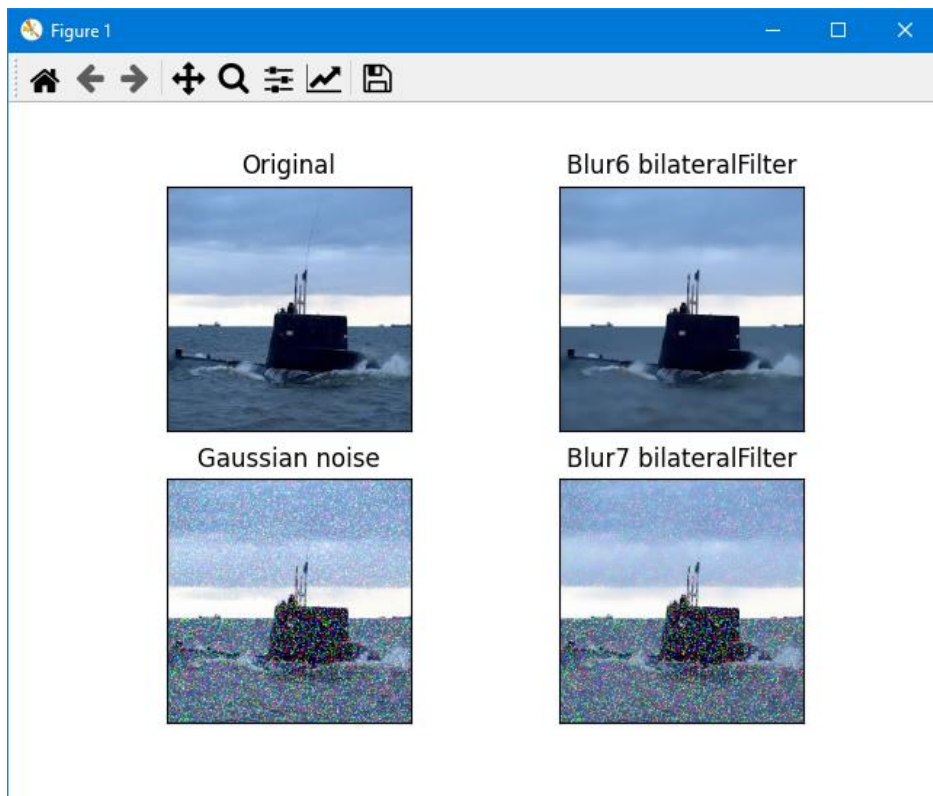 Figure 1
Original
Blur6 bilateralFilter
Gaussian noise
Blur7 bilateralFilter